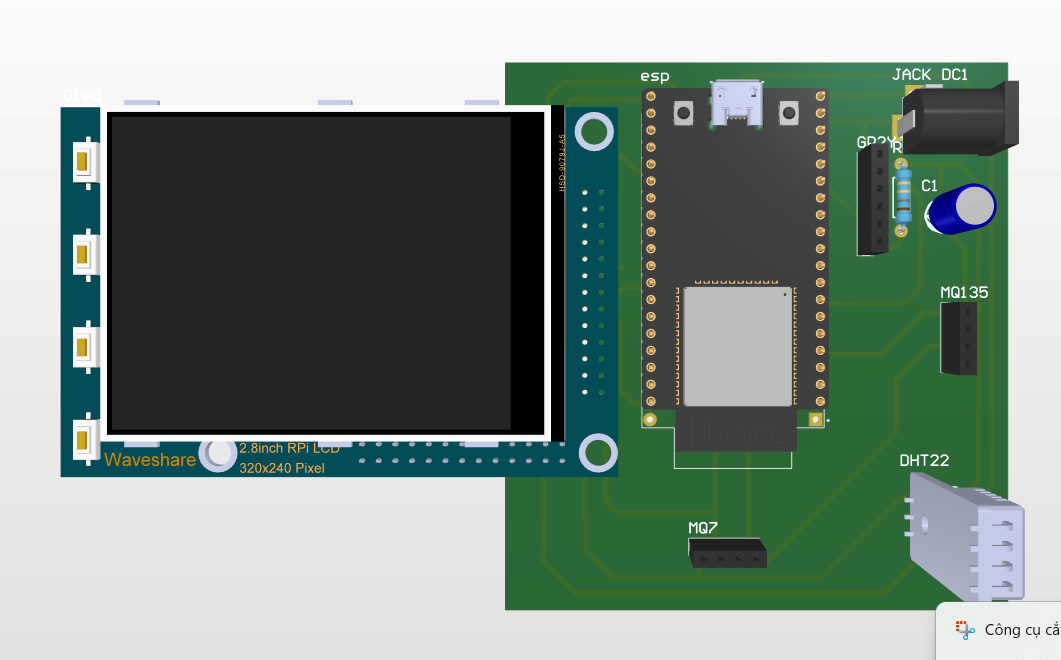 OLed
esp
JACK DC1
GP2Y
R
C1
HSD-9078J-A5
MQ135
Waveshare
2.8inch RPi LCD
320x240 Pixel
DHT22
MQ7
Công cụ cắ